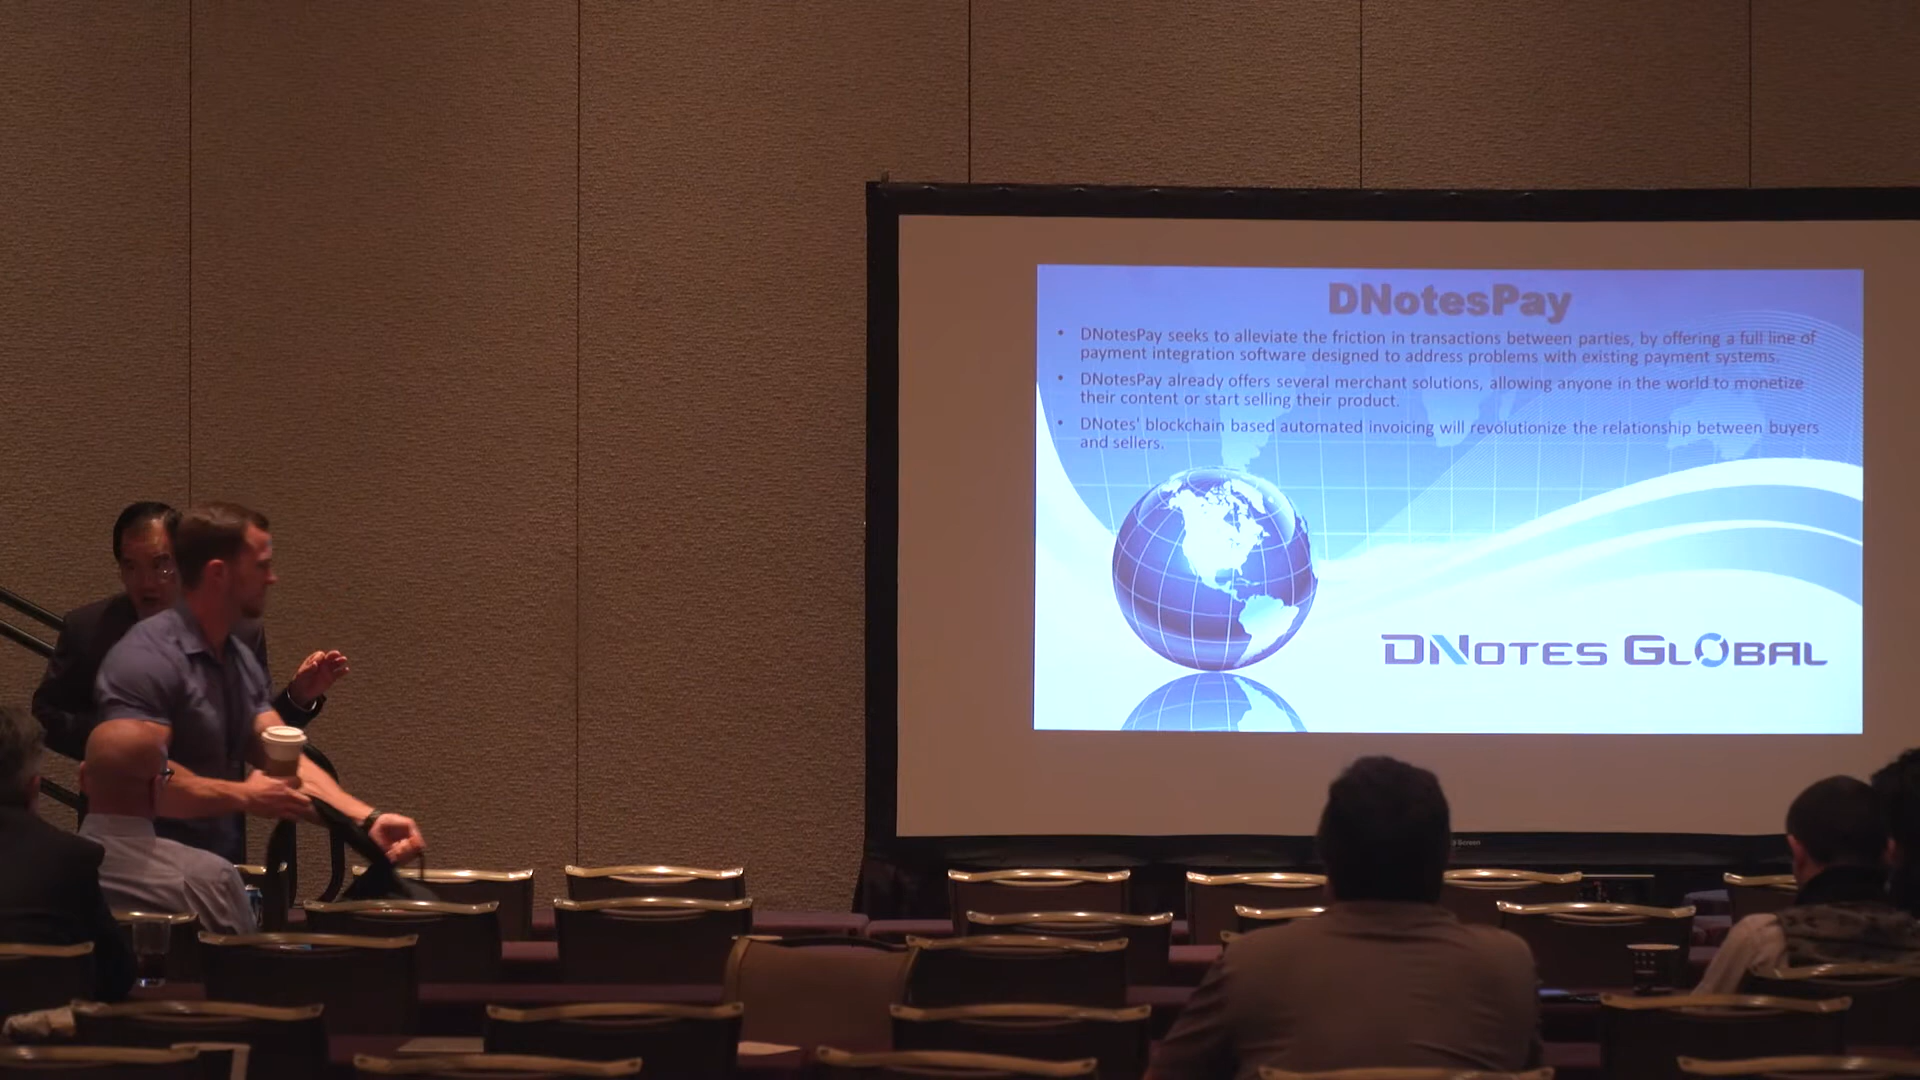 DNotesPay
• DNotesPay seeks to alleviate the friction in transactions between parties, by offering a full line of
payment integration software designed to address problems with existing payment systems.
• DNotesPay already offers several merchant solutions, allowing anyone in the world to monetize
their content or start selling their product.
• DNotes' blockchain based automated invoicing will revolutionize the relationship between buyers
and sellers.
DNOTES GLOBAL